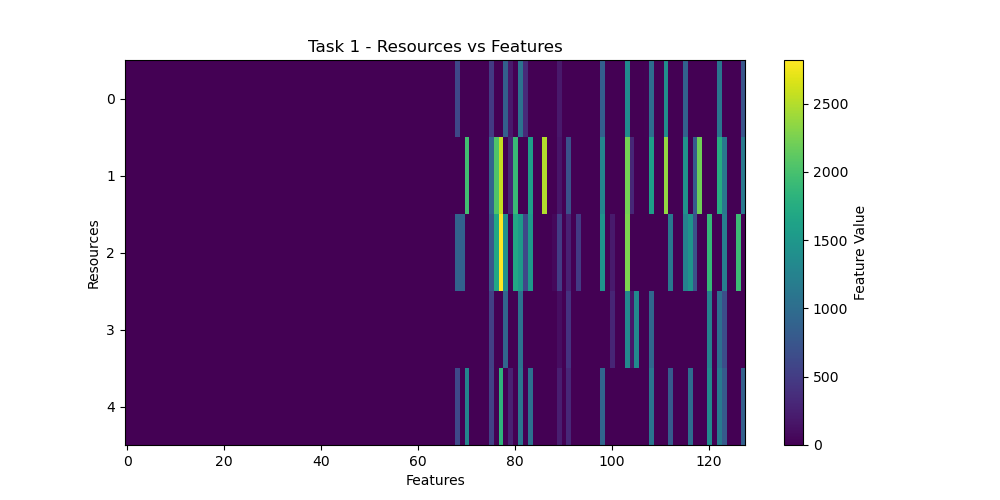 Task 1 - Resources vs Features
0
1
2
3
4
Resources
0 20 40 60 80 100 120
Features
2500
2000
1500
1000
500
0
Feature Value